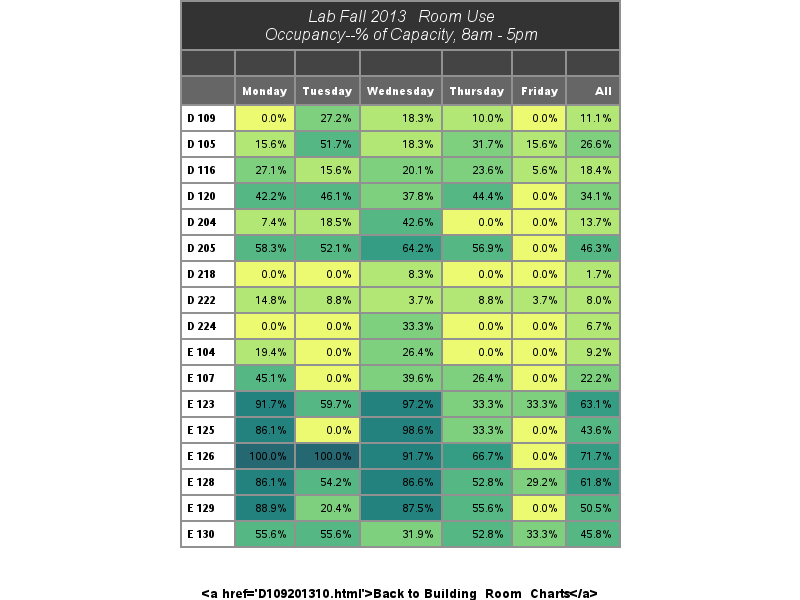 Lab Fall 2013 Room Use
Occupancy--% of Capacity, 8am - 5pm
Monday Tuesday Wednesday Thursday Friday All
D 109 0.0% 27.2% 18.3% 10.0% 0.0% 11.1%
D 105 15.6% 51.7% 18.3% 31.7% 15.6% 26.6%
D 116 27.1% 15.6% 20.1% 23.6% 5.6% 18.4%
D 120 42.2% 46.1% 37.8% 44.4% 0.0% 34.1%
D 204 7.4% 18.5% 42.6% 0.0% 0.0% 13.7%
D 205 58.3% 52.1% 64.2% 56.9% 0.0% 46.3%
D 218 0.0% 0.0% 8.3% 0.0% 0.0% 1.7%
D 222 14.8% 8.8% 3.7% 8.8% 3.7% 8.0%
D 224 0.0% 0.0% 33.3% 0.0% 0.0% 6.7%
E 104 19.4% 0.0% 26.4% 0.0% 0.0% 9.2%
E 107 45.1% 0.0% 39.6% 26.4% 0.0% 22.2%
E 123 91.7% 59.7% 97.2% 33.3% 33.3% 63.1%
E 125 86.1% 0.0% 98.6% 33.3% 0.0% 43.6%
E 126 100.0% 100.0% 91.7% 66.7% 0.0% 71.7%
E 128 86.1% 54.2% 86.6% 52.8% 29.2% 61.8%
E 129 88.9% 20.4% 87.5% 55.6% 0.0% 50.5%
E 130 55.6% 55.6% 31.9% 52.8% 33.3% 45.8%
<a href='D109201310.html'>Back to Building Room Charts</a>